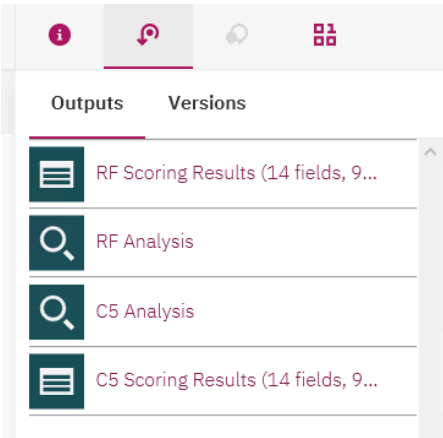 Outputs Versions
RF Scoring Results (14 fields, 9...
RF Analysis
C5 Analysis
C5 Scoring Results (14 fields, 9...